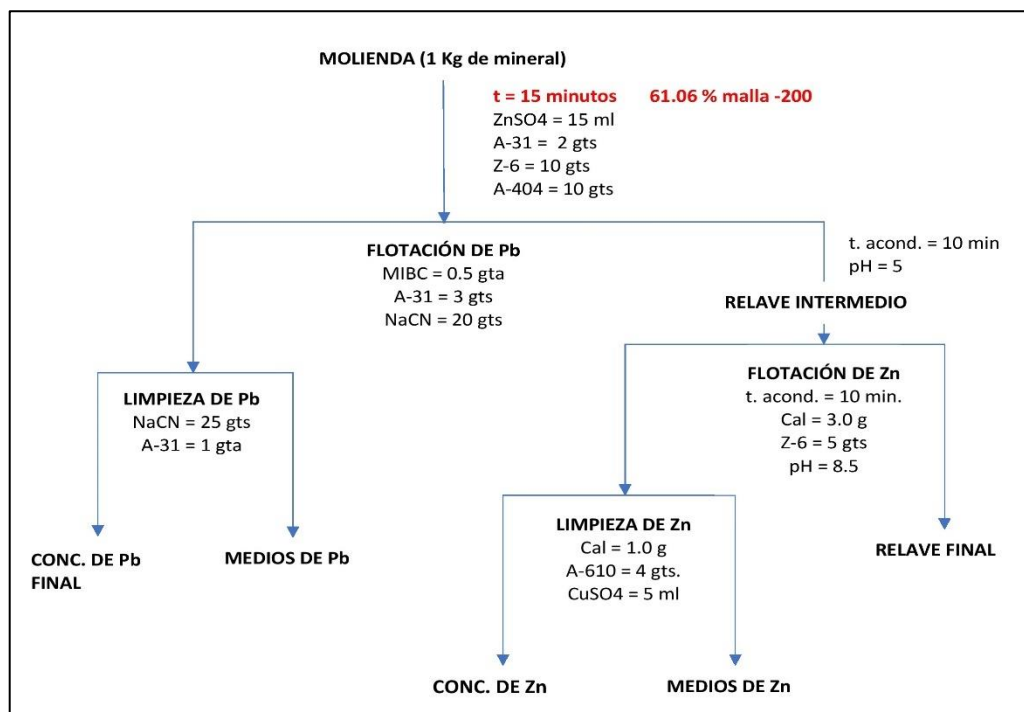 MOLIENDA (1 Kg de mineral)
t = 15 minutos 61.06 % malla -200
ZnSO4 = 15 ml
A-31 = 2 gts
Z-6 = 10 gts
A-404 = 10 gts
FLOTACIÓN DE Pb
MIBC = 0.5 gta
A-31 = 3 gts
NaCN = 20 gts
t. acond. = 10 min
pH = 5
RELAVE INTERMEDIO
LIMPIEZA DE Pb
NaCN = 25 gts
A-31 = 1 gta
FLOTACIÓN DE Zn
t. acond. = 10 min.
Cal = 3.0 g
Z-6 = 5 gts
pH = 8.5
CONC. DE Pb
FINAL
MEDIOS DE Pb
LIMPIEZA DE Zn
Cal = 1.0 g
A-610 = 4 gts.
CuSO4 = 5 ml
RELAVE FINAL
CONC. DE Zn
MEDIOS DE Zn